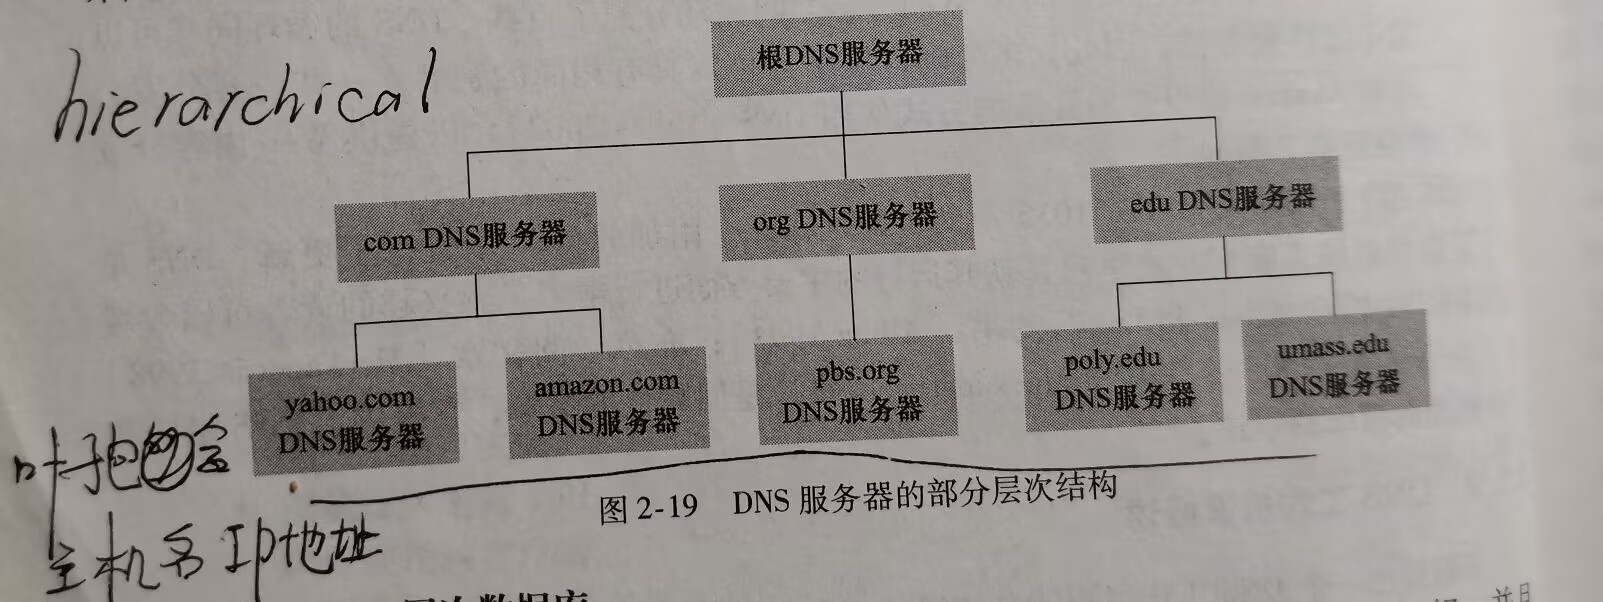 hierarchical
根DNS服务器
com DNS服务器
org DNS服务器
edu DNS服务器
yahoo.com
DNS服务器
amazon.com
DNS服务器
pbs.org
DNS服务器
poly.edu
DNS服务器
umass.edu
DNS服务器
叶子包含
主机名 IP地址
图 2-19 DNS 服务器的部分层次结构